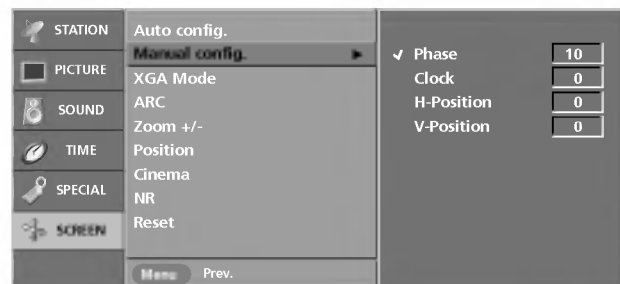 STATION
PICTURE
SOUND
TIME
SPECIAL
SCREEN
Auto config.
Manual config.
XGA Mode
ARC
Zoom +/-
Position
Cinema
NR
Reset
Menu Prev.
✓ Phase 10
Clock 0
H-Position 0
V-Position 0